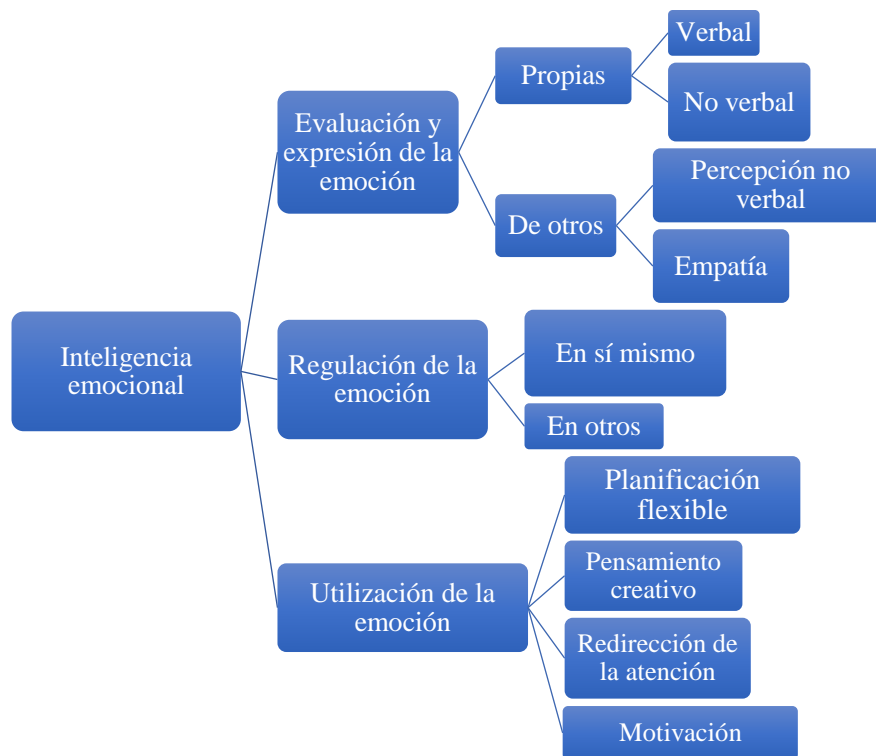 Inteligencia
emocional
Evaluación y
expresión de la
emoción
Propias
Verbal
No verbal
De otros
Percepción no
verbal
Empatía
Regulación de la
emoción
En sí mismo
En otros
Utilización de la
emoción
Planificación
flexible
Pensamiento
creativo
Redirección de
la atención
Motivación